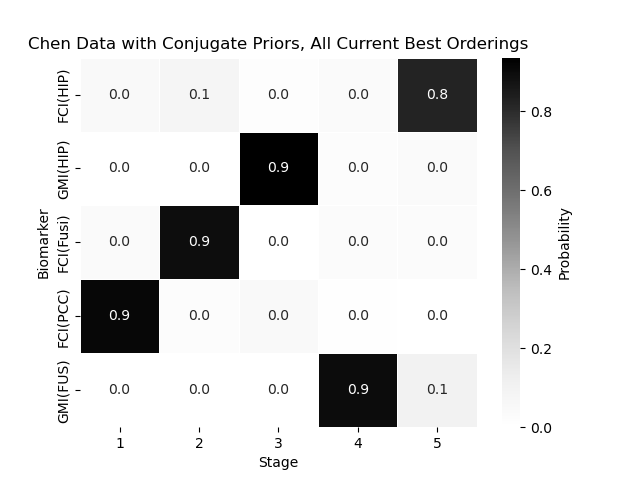 Chen Data with Conjugate Priors, All Current Best Orderings
FCI(HIP)
0.0 0.1 0.0 0.0 0.8
GMI(HIP)
0.0 0.0 0.9 0.0 0.0
FCI(Fusi)
0.0 0.9 0.0 0.0 0.0
FCI(PCC)
0.9 0.0 0.0 0.0 0.0
GMI(FUS)
0.0 0.0 0.0 0.9 0.1
Biomarker
1 2 3 4 5
Stage
0.8
0.6
0.4
0.2
0.0
Probability